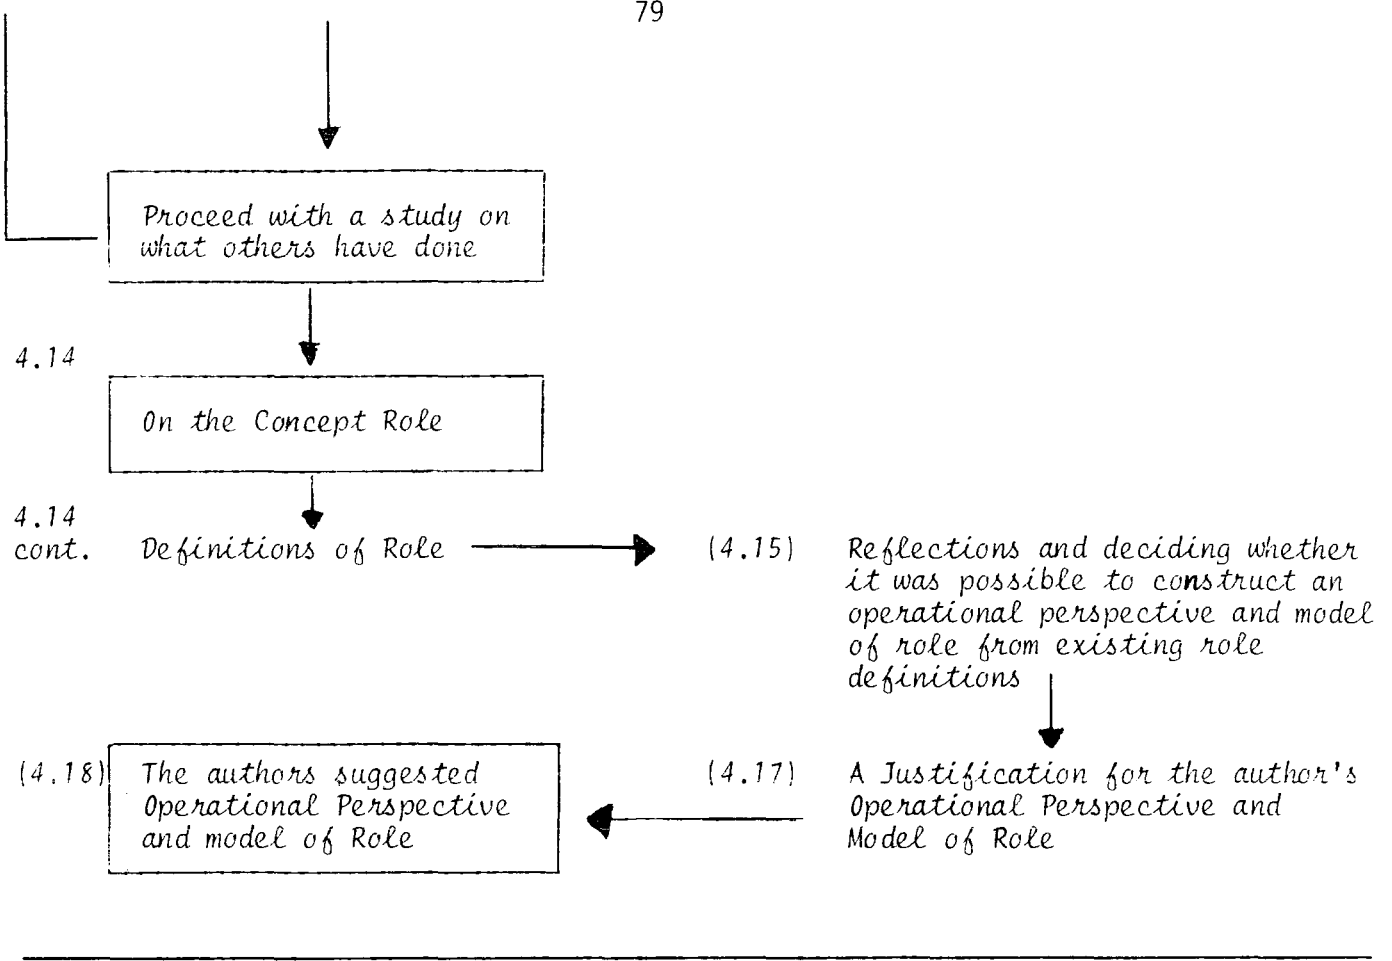 79
Proceed with a study on
what others have done
4.14
On the Concept Role
4.14
cont. Definitions of Role
(4.15) Reflections and deciding whether
it was possible to construct an
operational perspective and model
of role from existing role
definitions
(4.18) The authors suggested
Operational Perspective
and model of Role
(4.17) A Justification for the author's
Operational Perspective and
Model of Role